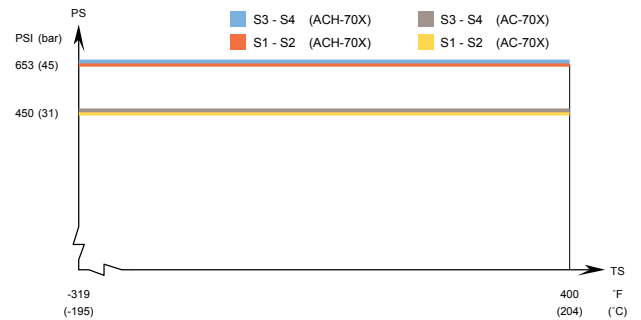 PS
PSI (bar)
S3 - S4 (ACH-70X)
S3 - S4 (AC-70X)
S1 - S2 (ACH-70X)
S1 - S2 (AC-70X)
653 (45)
450 (31)
TS
-319
400
˚F
(-195)
(204)
(˚C)